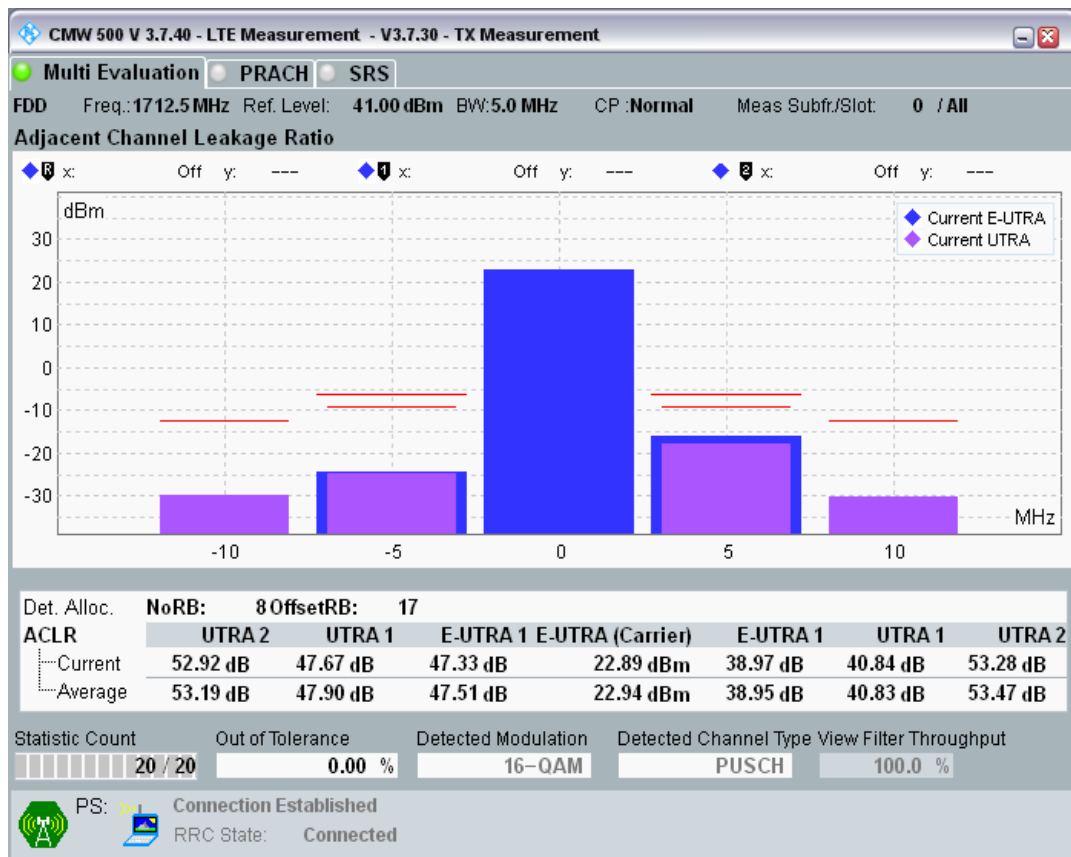 CMW 500 V 3.7.40 - LTE Measurement - V3.7.30 - TX Measurement
Multi Evaluation PRACH SRS
FDD Freq.:1712.5 MHz Ref. Level: 41.00 dBm BW:5.0 MHz CP :Normal Meas Subfr./Slot: 0 / All
Adjacent Channel Leakage Ratio
R x: Off y: --- 1 x: Off y: --- 2 x: Off y: ---
dBm
Current E-UTRA
Current UTRA
30
20
10
0
-10
-20
-30
MHz
-10 -5 0 5 10
Det. Alloc. NoRB: 8 OffsetRB: 17
ACLR UTRA 2 UTRA 1 E-UTRA 1 E-UTRA (Carrier) E-UTRA 1 UTRA 1 UTRA 2
Current 52.92 dB 47.67 dB 47.33 dB 22.89 dBm 38.97 dB 40.84 dB 53.28 dB
Average 53.19 dB 47.90 dB 47.51 dB 22.94 dBm 38.95 dB 40.83 dB 53.47 dB
Statistic Count Out of Tolerance Detected Modulation Detected Channel Type View Filter Throughput
20 / 20 0.00 % 16-QAM PUSCH 100.0 %
PS: Connection Established
RRC State: Connected